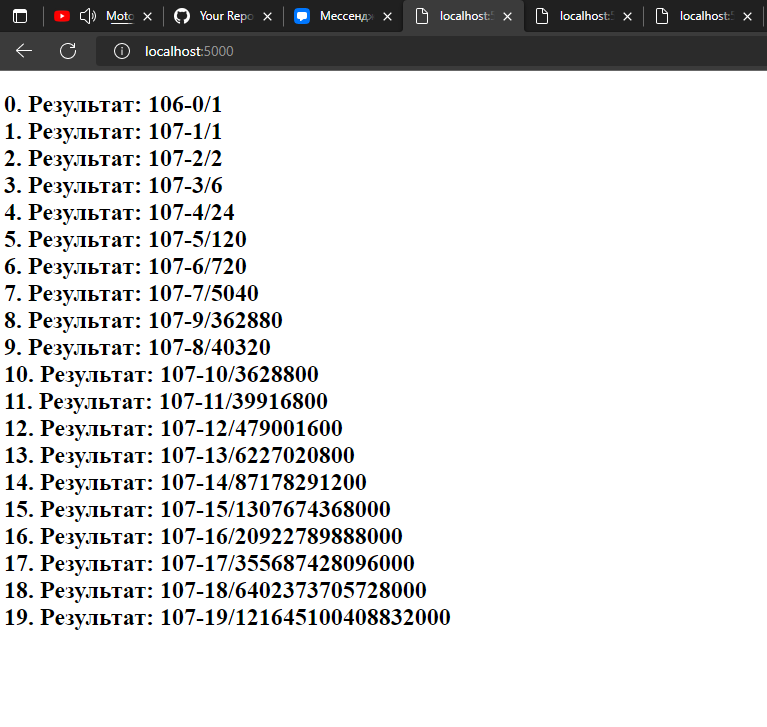 Moto
Your Repo
Мессендж
localhost:
localhost:
localhost:
localhost:5000
0. Результат: 106-0/1
1. Результат: 107-1/1
2. Результат: 107-2/2
3. Результат: 107-3/6
4. Результат: 107-4/24
5. Результат: 107-5/120
6. Результат: 107-6/720
7. Результат: 107-7/5040
8. Результат: 107-9/362880
9. Результат: 107-8/40320
10. Результат: 107-10/3628800
11. Результат: 107-11/39916800
12. Результат: 107-12/479001600
13. Результат: 107-13/6227020800
14. Результат: 107-14/87178291200
15. Результат: 107-15/1307674368000
16. Результат: 107-16/20922789888000
17. Результат: 107-17/355687428096000
18. Результат: 107-18/6402373705728000
19. Результат: 107-19/121645100408832000